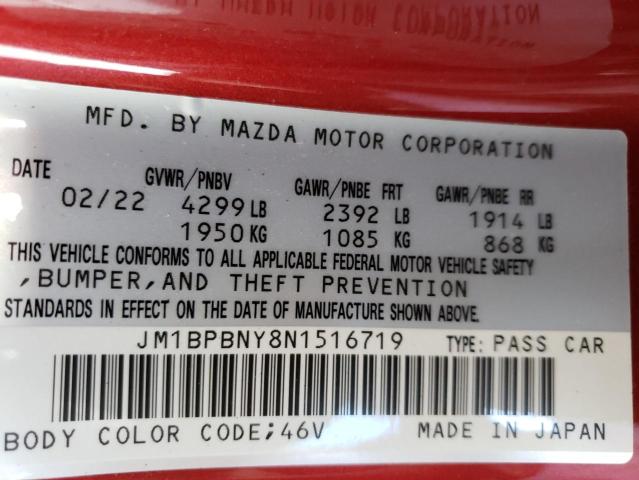 MOTOR CORPORATION
MFD. BY MAZDA MOTOR CORPORATION
DATE GVWR/PNBV GAWR/PNBE FRT GAWR/PNBE RR
02/22 4299 LB 2392 LB 1914 LB
1950 KG 1085 KG 868 KG
THIS VEHICLE CONFORMS TO ALL APPLICABLE FEDERAL MOTOR VEHICLE SAFETY
,BUMPER,AND THEFT PREVENTION
STANDARDS IN EFFECT ON THE DATE OF MANUFACTURE SHOWN ABOVE.
JM1BPBNY8N1516719 TYPE: PASS CAR
BODY COLOR CODE;46V MADE IN JAPAN